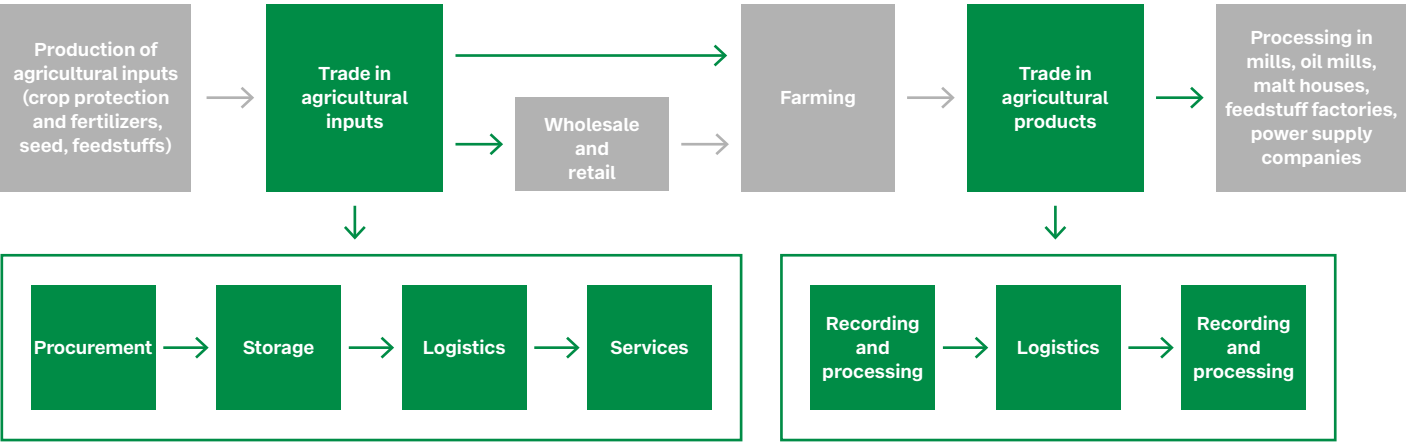 Production of
agricultural inputs
(crop protection
and fertilizers,
seed, feedstuffs)
Trade in
agricultural
inputs
Wholesale
and
retail
Farming
Trade in
agricultural
products
Processing in
mills, oil mills,
malt houses,
feedstuff factories,
power supply
companies
Procurement
Storage
Logistics
Services
Recording
and
processing
Logistics
Recording
and
processing